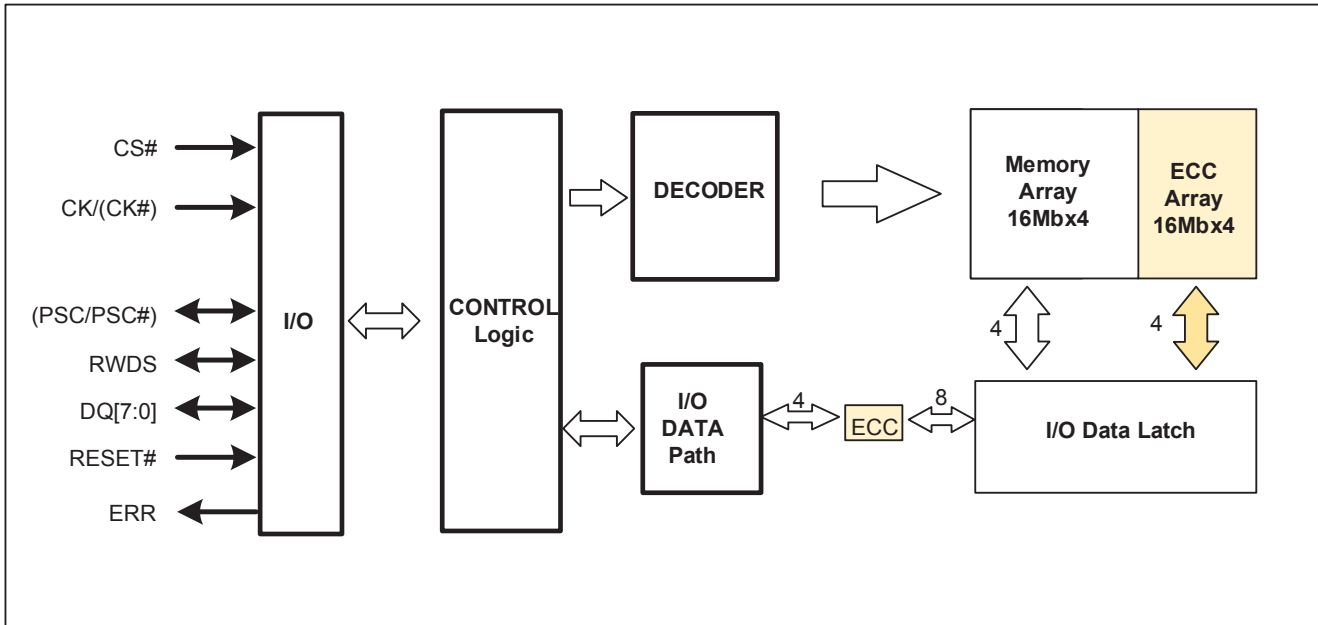 CS#
CK/(CK#)
(PSC/PSC#)
RWDS
DQ[7:0]
RESET#
ERR
I/O
CONTROL
Logic
DECODER
I/O
DATA
Path
4
ECC
8
Memory
Array
16Mbx4
ECC
Array
16Mbx4
4
4
I/O Data Latch